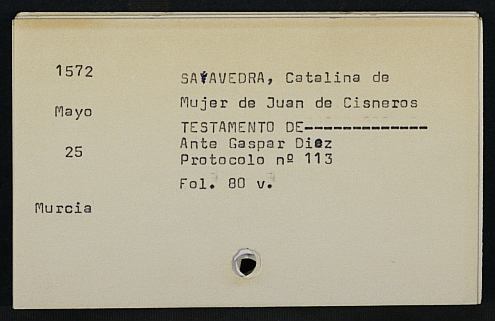 1572
SAYAVEDRA, Catalina de
Mujer de Juan de Cisneros
Mayo
TESTAMENTO DE-------------
25
Ante Gaspar Diez
Protocolo nº 113
Fol. 80 v.
Murcia